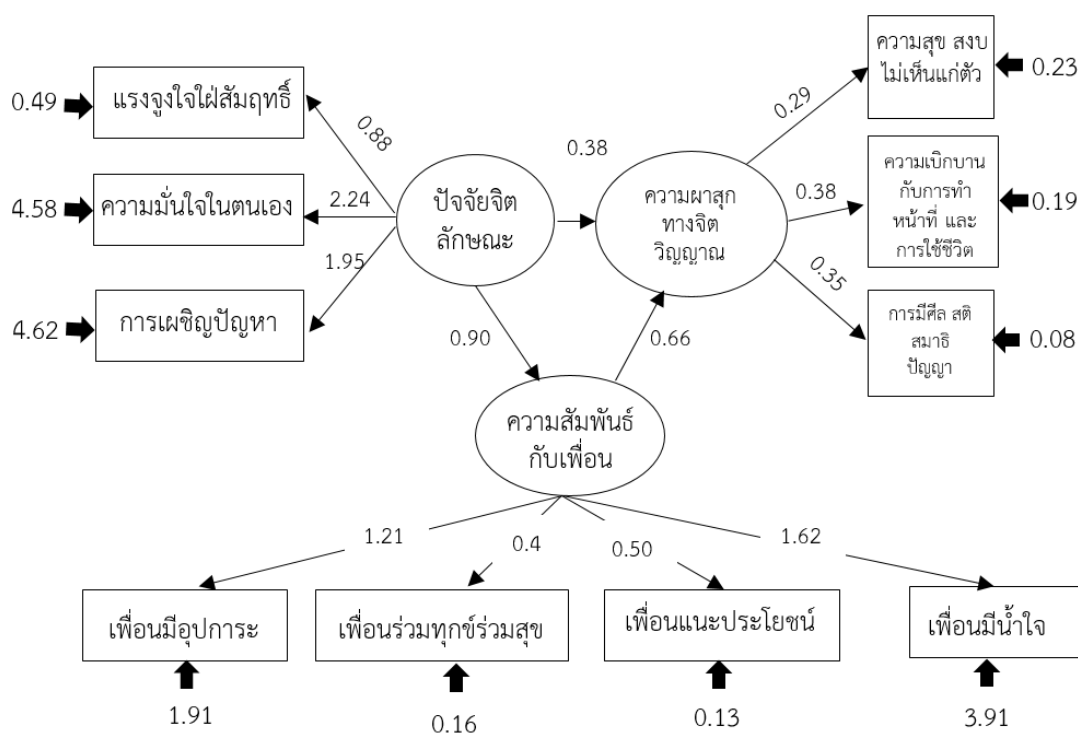 ความสุข สงบ
ไม่เห็นแก่ตัว
0.23
0.49
แรงจูงใจใฝ่สัมฤทธิ์
0.88
0.29
0.38
4.58
ความมั่นใจในตนเอง
2.24
ปัจจัยจิต
ลักษณะ
ความผาสุก
ทางจิต
วิญญาณ
0.38
ความเบิกบาน
กับการทำ
หน้าที่ และ
การใช้ชีวิต
0.19
1.95
4.62
การเผชิญปัญหา
0.35
การมีศีล สติ
สมาธิ
ปัญญา
0.08
0.90
0.66
ความสัมพันธ์
กับเพื่อน
1.21
0.4
0.50
1.62
เพื่อนมีอุปการะ
เพื่อนร่วมทุกข์ร่วมสุข
เพื่อนแนะประโยชน์
เพื่อนมีน้ำใจ
1.91
0.16
0.13
3.91